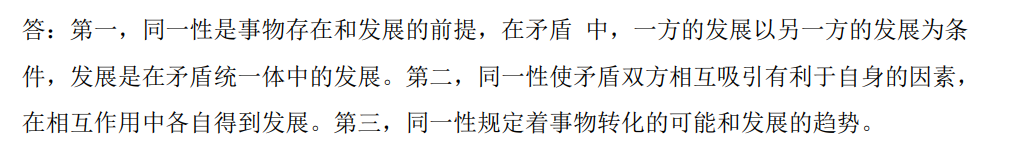 答：第一，同一性是事物存在和发展的前提，在矛盾 中，一方的发展以另一方的发展为条
件，发展是在矛盾统一体中的发展。第二，同一性使矛盾双方相互吸引有利于自身的因素，
在相互作用中各自得到发展。第三，同一性规定着事物转化的可能和发展的趋势。